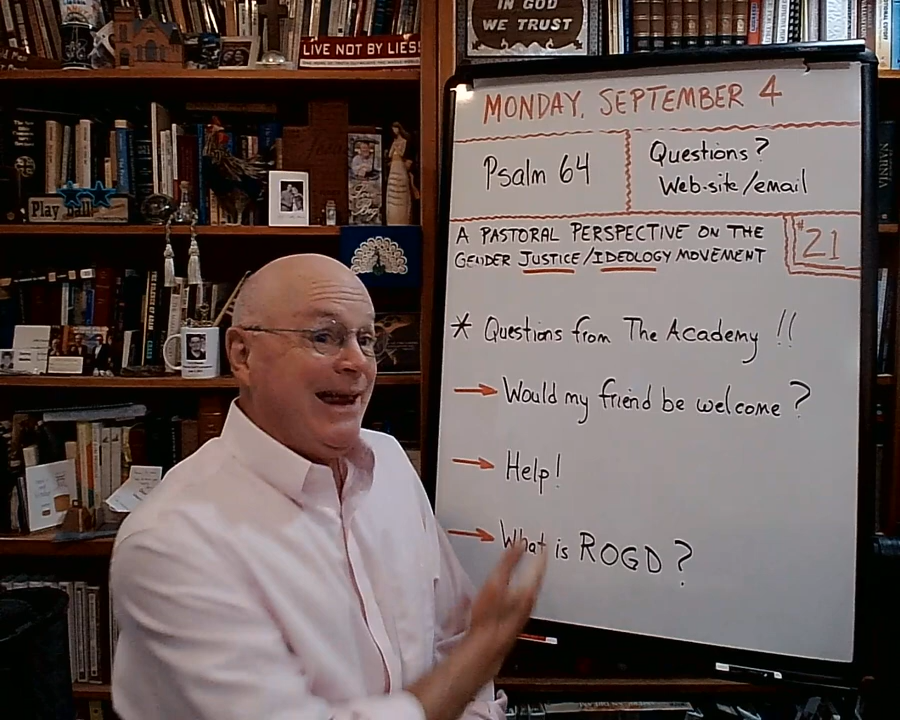 LIVE NOT BY LIES
IN GOD
WE TRUST
Play ball
NARNIA
MONDAY, SEPTEMBER 4
Psalm 64
Questions?
Web-site/email
A PASTORAL PERSPECTIVE ON THE
GENDER JUSTICE/IDEOLOGY MOVEMENT
#21
* Questions from The Academy!!
→ Would my friend be welcome?
→ Help!
→ What is ROGD?